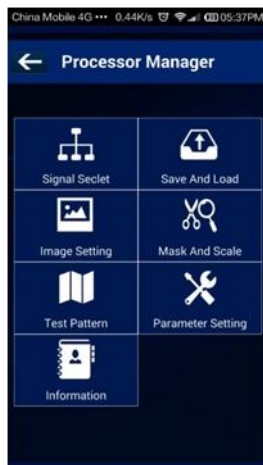 China Mobile 4G ••• 0.44K/s 05:37PM
Processor Manager
Signal Seclet Save And Load
Image Setting Mask And Scale
Test Pattern Parameter Setting
Information